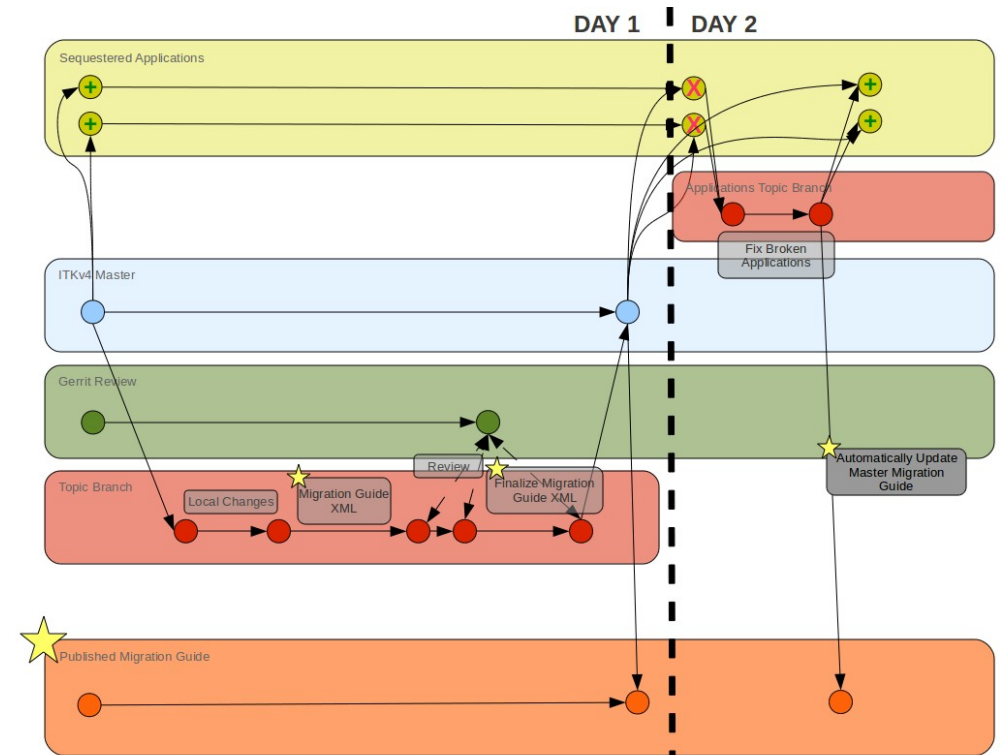 DAY 1
DAY 2
Sequestered Applications
Applications Topic Branch
Fix Broken
Applications
ITKv4 Master
Gerrit Review
Review
Automatically Update
Master Migration
Guide
Topic Branch
Local Changes
Migration Guide
XML
Finalize Migration
Guide XML
Published Migration Guide